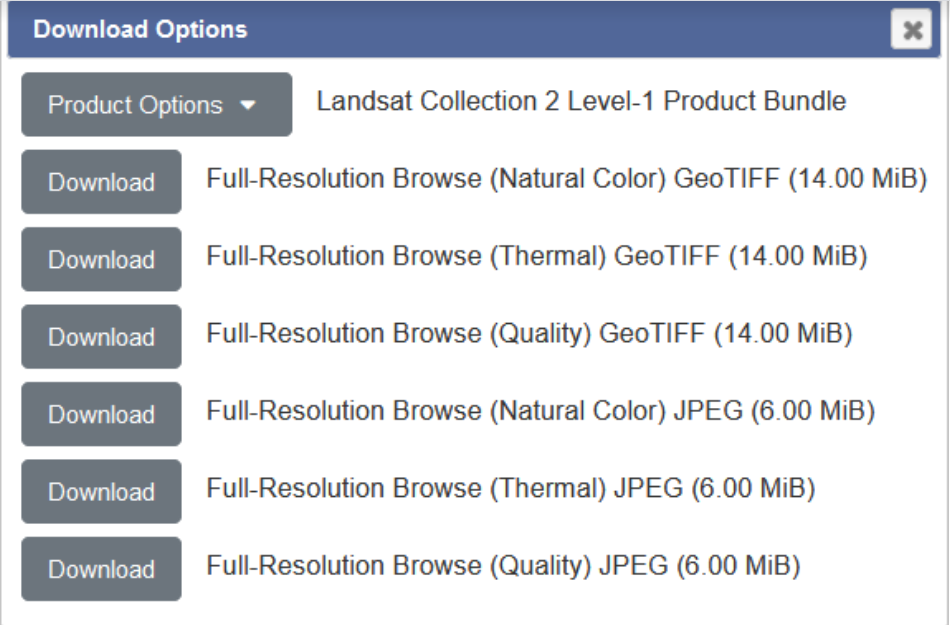 Download Options
Product Options Landsat Collection 2 Level-1 Product Bundle
Download Full-Resolution Browse (Natural Color) GeoTIFF (14.00 MiB)
Download Full-Resolution Browse (Thermal) GeoTIFF (14.00 MiB)
Download Full-Resolution Browse (Quality) GeoTIFF (14.00 MiB)
Download Full-Resolution Browse (Natural Color) JPEG (6.00 MiB)
Download Full-Resolution Browse (Thermal) JPEG (6.00 MiB)
Download Full-Resolution Browse (Quality) JPEG (6.00 MiB)